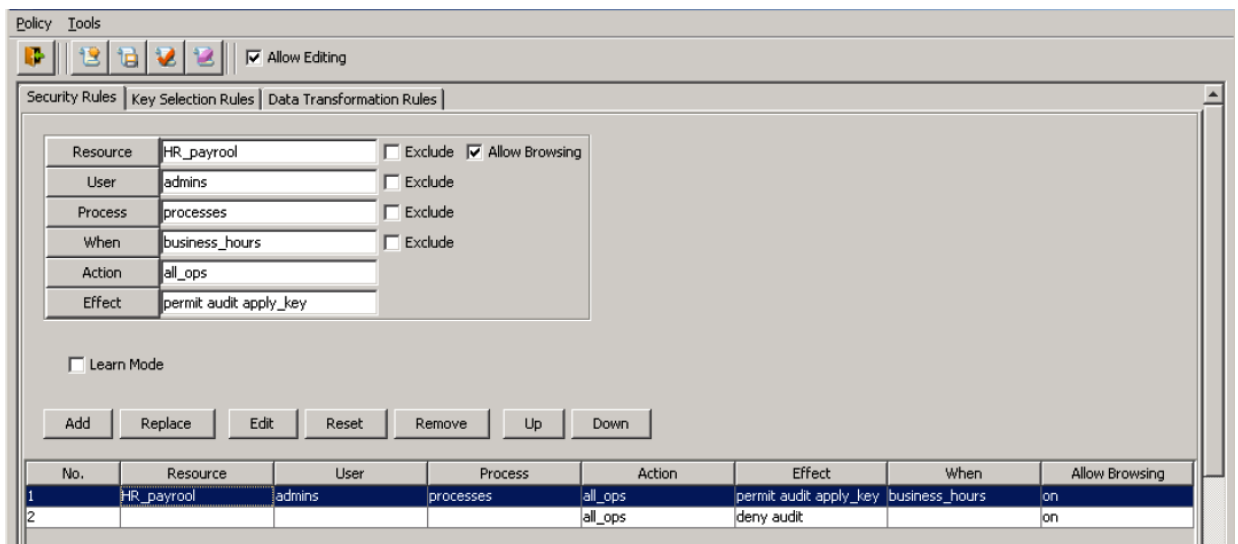 Policy Tools
Allow Editing
Security Rules Key Selection Rules Data Transformation Rules
Resource HR_payrool Exclude Allow Browsing
User admins Exclude
Process processes Exclude
When business_hours Exclude
Action all_ops
Effect permit audit apply_key
Learn Mode
Add Replace Edit Reset Remove Up Down
No. Resource User Process Action Effect When Allow Browsing
1 HR_payrool admins processes all_ops permit audit apply_key business_hours on
2 all_ops deny audit on